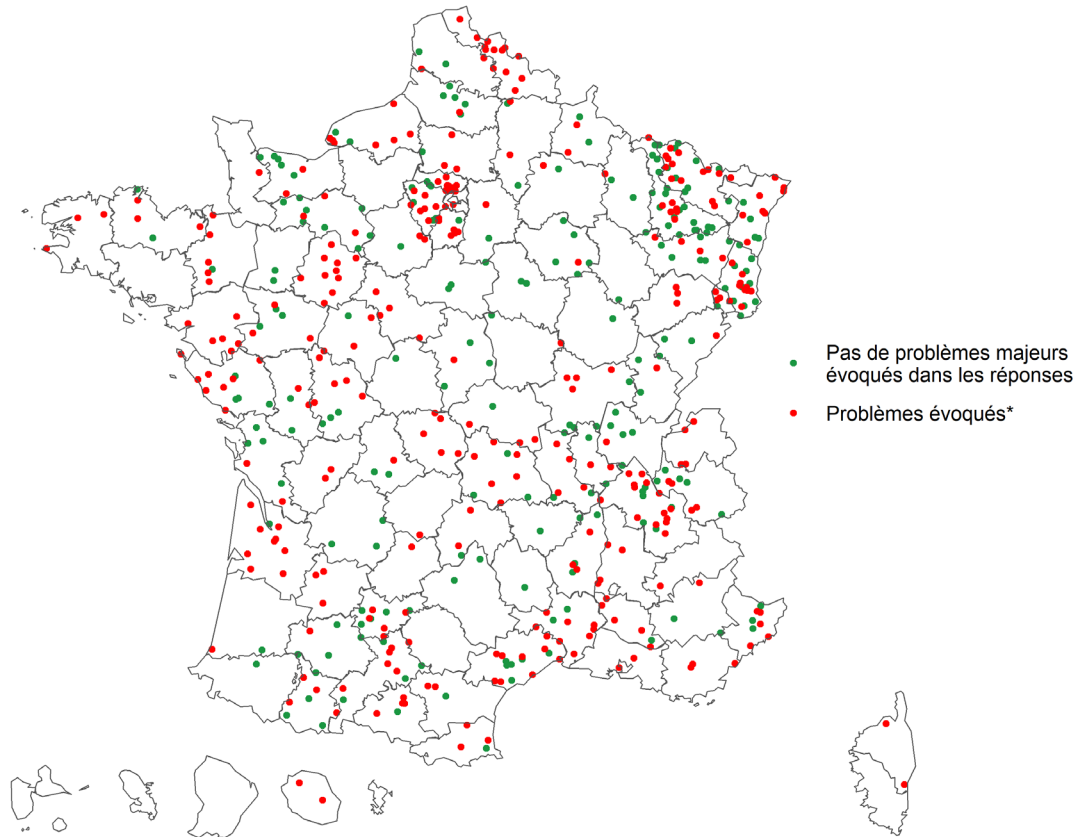 Pas de problèmes majeurs
évoqués dans les réponses
Problèmes évoqués*